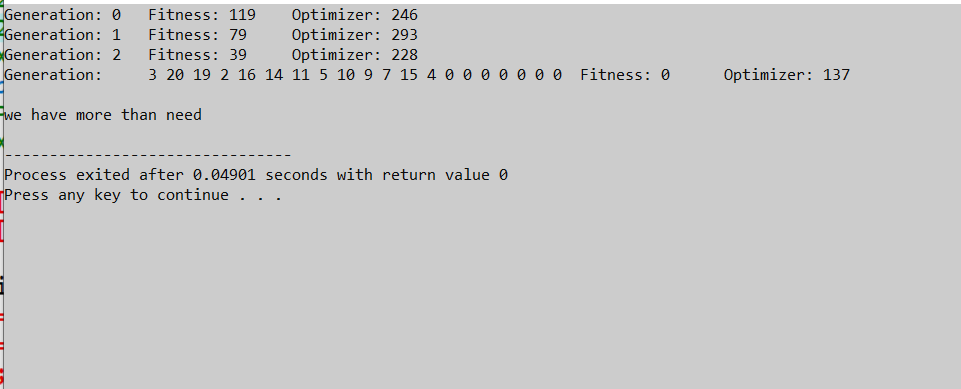 Generation: 0 Fitness: 119 Optimizer: 246
Generation: 1 Fitness: 79 Optimizer: 293
Generation: 2 Fitness: 39 Optimizer: 228
Generation: 3 20 19 2 16 14 11 5 10 9 7 15 4 0 0 0 0 0 0 0 Fitness: 0 Optimizer: 137
we have more than need
--------------------------------
Process exited after 0.04901 seconds with return value 0
Press any key to continue . . .